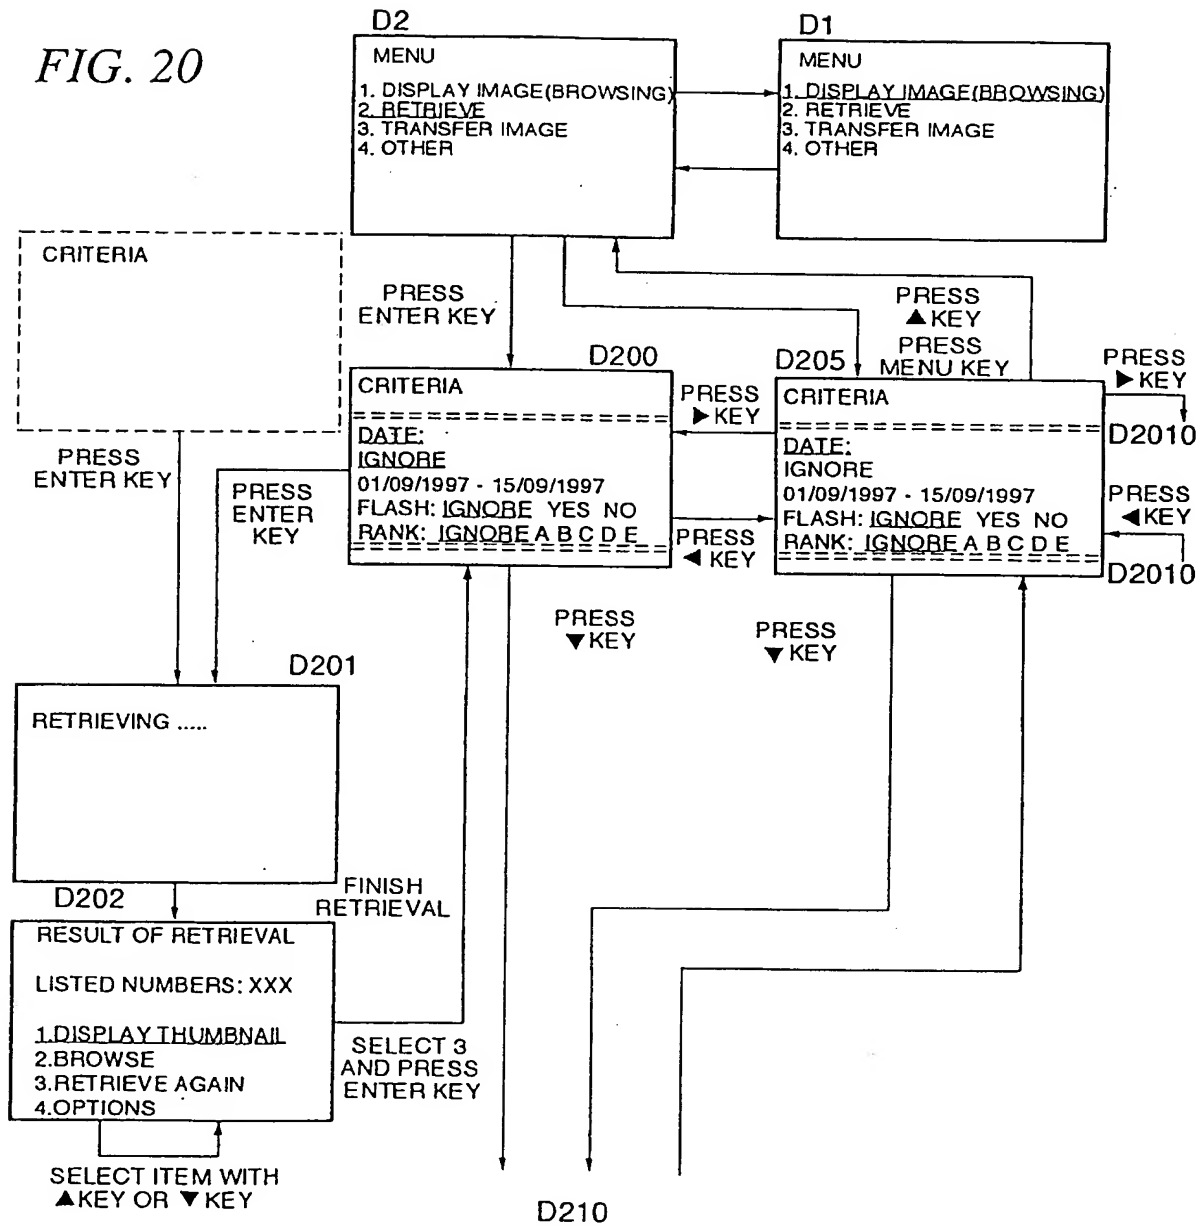 FIG. 20
D2
MENU
1. DISPLAY IMAGE(BROWSING)
2. RETRIEVE
3. TRANSFER IMAGE
4. OTHER
D1
MENU
1. DISPLAY IMAGE(BROWSING)
2. RETRIEVE
3. TRANSFER IMAGE
4. OTHER
CRITERIA
PRESS
ENTER KEY
PRESS
▲ KEY
PRESS
MENU KEY
D200
CRITERIA
DATE:
IGNORE
01/09/1997 - 15/09/1997
FLASH: IGNORE YES NO
RANK: IGNORE A B C D E
PRESS
▶ KEY
PRESS
◀ KEY
D205
CRITERIA
DATE:
IGNORE
01/09/1997 - 15/09/1997
FLASH: IGNORE YES NO
RANK: IGNORE A B C D E
PRESS
▶ KEY
D2010
PRESS
◀ KEY
D2010
PRESS
ENTER KEY
PRESS
ENTER
KEY
PRESS
▼ KEY
PRESS
▼ KEY
D201
RETRIEVING .....
D202
FINISH
RETRIEVAL
RESULT OF RETRIEVAL
LISTED NUMBERS: XXX
1.DISPLAY THUMBNAIL
2.BROWSE
3.RETRIEVE AGAIN
4.OPTIONS
SELECT 3
AND PRESS
ENTER KEY
SELECT ITEM WITH
▲ KEY OR ▼ KEY
D210